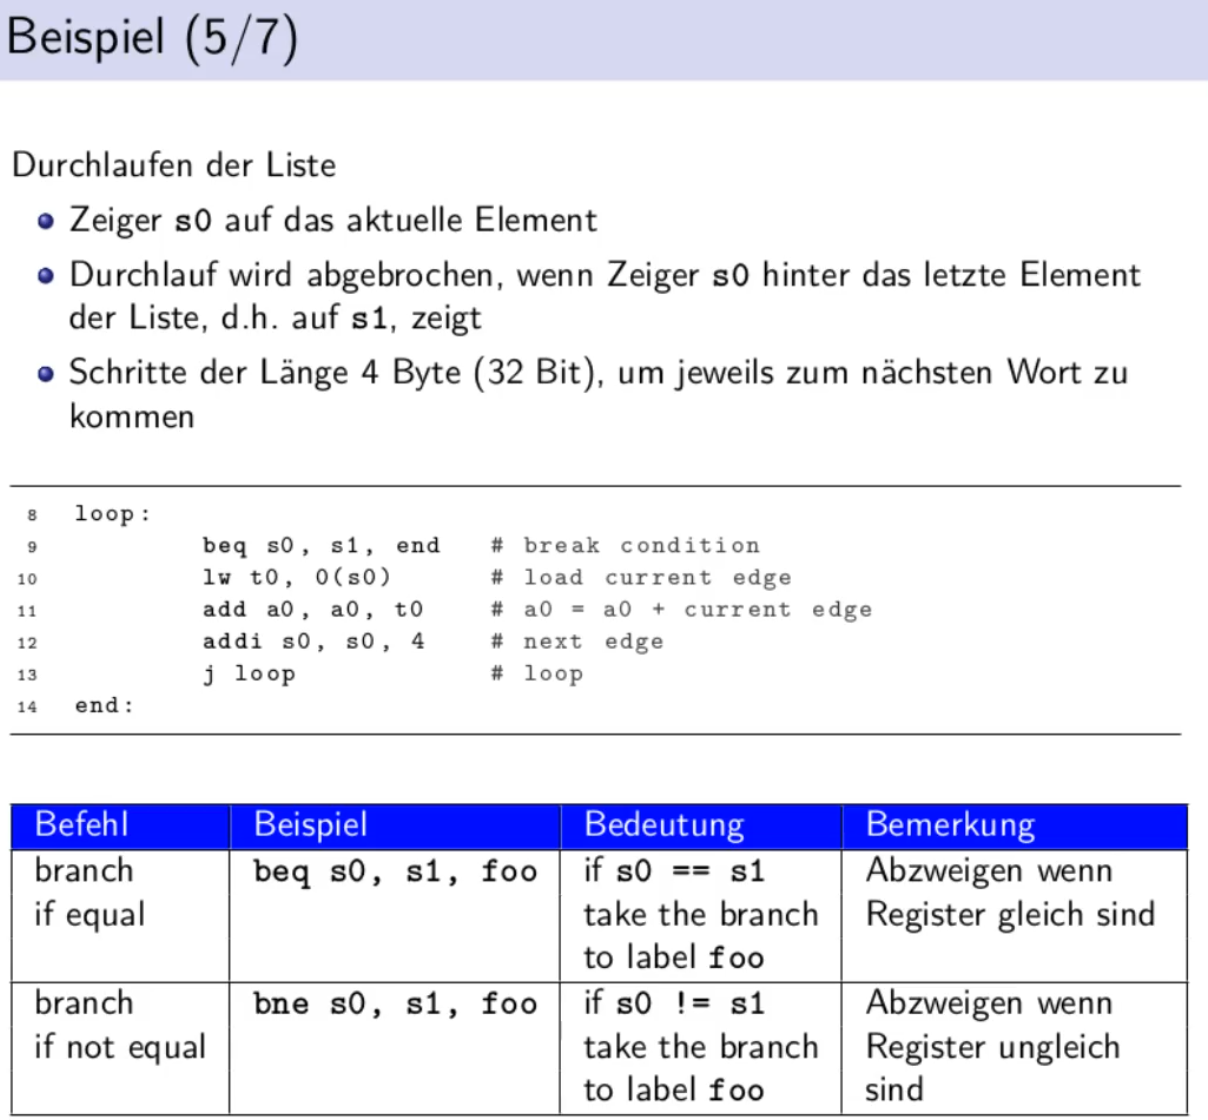 Beispiel (5/7)
Durchlaufen der Liste
Zeiger s0 auf das aktuelle Element
Durchlauf wird abgebrochen, wenn Zeiger s0 hinter das letzte Element
der Liste, d.h. auf s1, zeigt
Schritte der Länge 4 Byte (32 Bit), um jeweils zum nächsten Wort zu
kommen
8 loop:
9 beq s0, s1, end # break condition
10 lw t0, 0(s0) # load current edge
11 add a0, a0, t0 # a0 = a0 + current edge
12 addi s0, s0, 4 # next edge
13 j loop # loop
14 end:
Befehl Beispiel Bedeutung Bemerkung
branch beq s0, s1, foo if s0 == s1 Abzweigen wenn
if equal take the branch Register gleich sind
to label foo
branch bne s0, s1, foo if s0 != s1 Abzweigen wenn
if not equal take the branch Register ungleich
to label foo sind